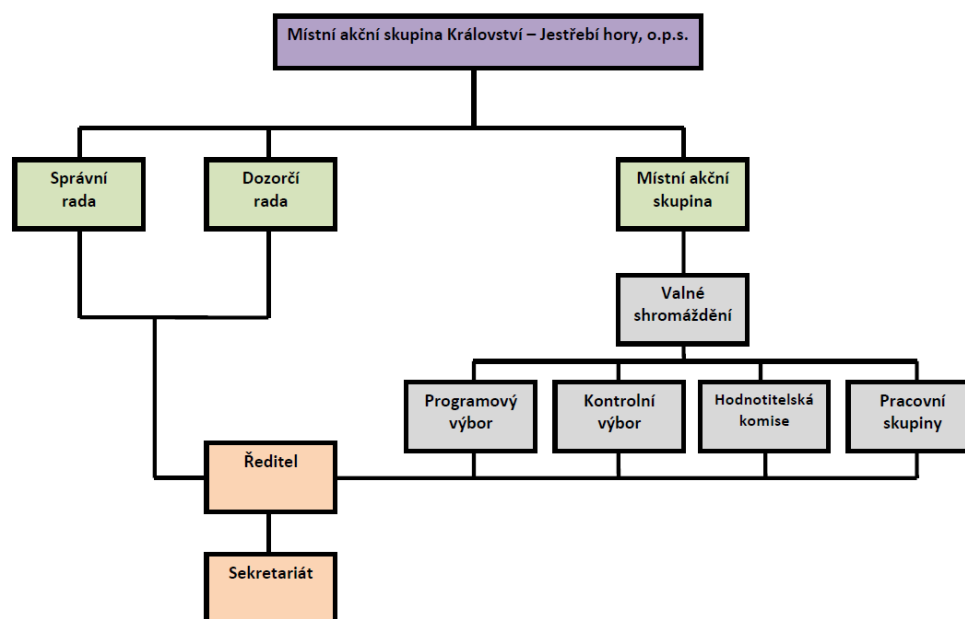 Místní akční skupina Království – Jestřebí hory, o.p.s.
Správní
rada
Dozorčí
rada
Místní akční
skupina
Valné
shromáždění
Programový
výbor
Kontrolní
výbor
Hodnotitelská
komise
Pracovní
skupiny
Ředitel
Sekretariát